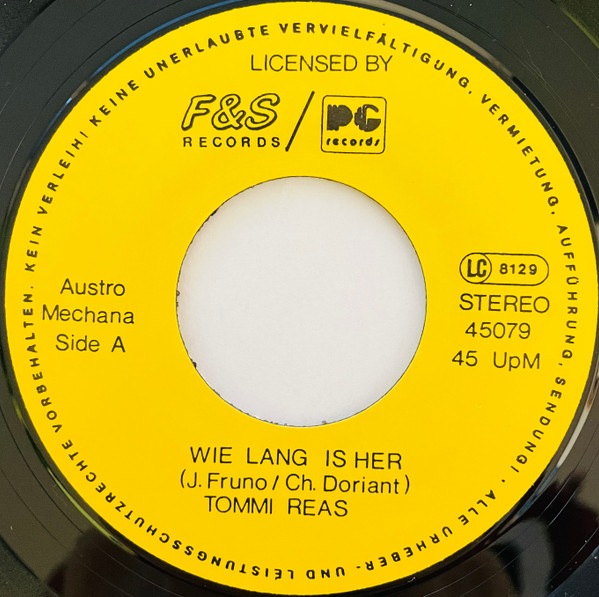 ALLE URHEBER- UND LEISTUNGSSCHUTZRECHTE VORBEHALTEN. KEIN VERLEIH! KEINE UNERLAUBTE VERVIELFÄLTIGUNG, VERMIETUNG, AUFFÜHRUNG, SENDUNG! ·
LICENSED BY
F&S RECORDS / PG records
Austro
Mechana
Side A
LC 8129
STEREO
45079
45 UpM
WIE LANG IS HER
(J. Fruno / Ch. Doriant)
TOMMI REAS